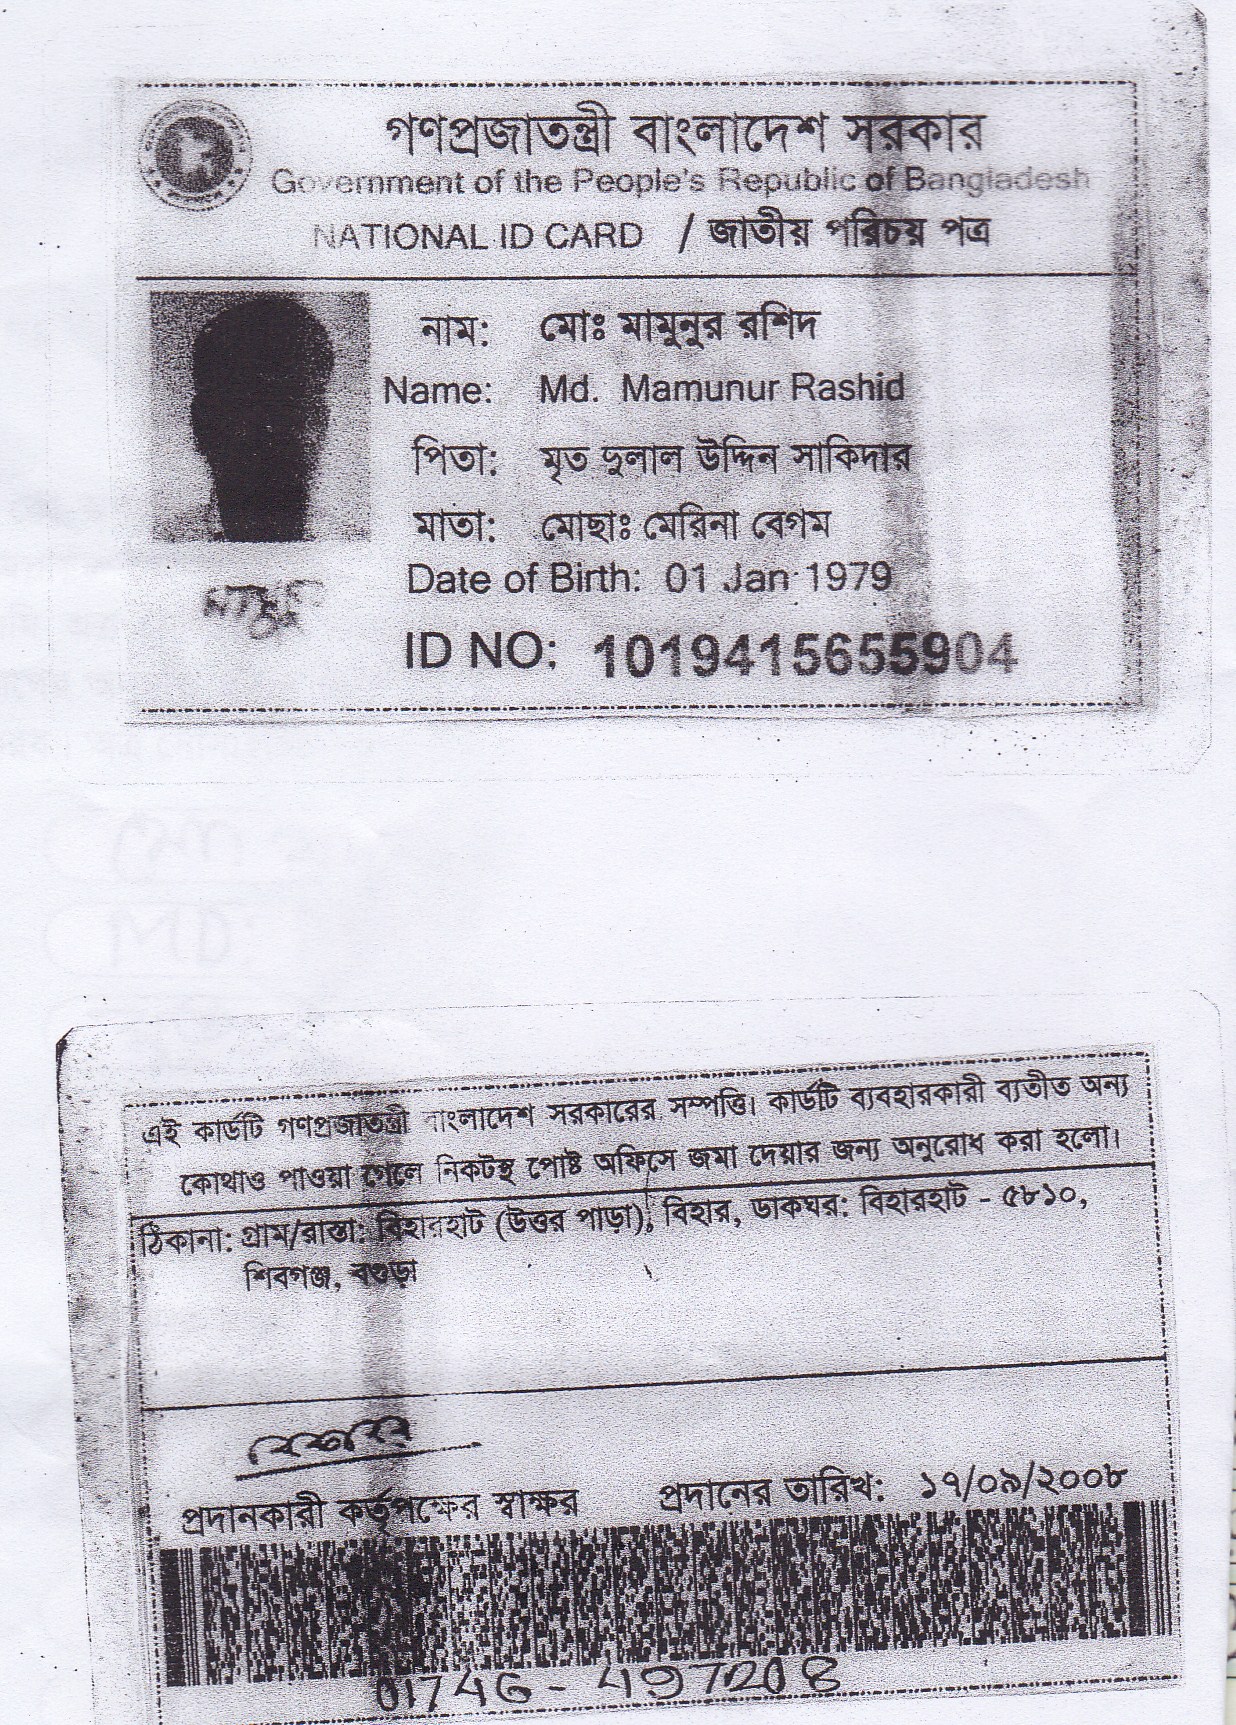 গণপ্রজাতন্ত্রী বাংলাদেশ সরকার
Government of the People's Republic of Bangladesh
NATIONAL ID CARD / জাতীয় পরিচয় পত্র
নাম: মোঃ মামুনুর রশিদ
Name: Md. Mamunur Rashid
পিতা: মৃত দুলাল উদ্দিন সাকিদার
মাতা: মোছাঃ মেরিনা বেগম
Date of Birth: 01 Jan 1979
ID NO: 1019415655904
এই কার্ডটি গণপ্রজাতন্ত্রী বাংলাদেশ সরকারের সম্পত্তি। কার্ডটি ব্যবহারকারী ব্যতীত অন্য
কোথাও পাওয়া গেলে নিকটস্থ পোষ্ট অফিসে জমা দেয়ার জন্য অনুরোধ করা হলো।
ঠিকানা: গ্রাম/রাস্তা: বিহারহাট (উত্তর পাড়া), বিহার, ডাকঘর: বিহারহাট - ৫৮১০,
শিবগঞ্জ, বগুড়া
প্রদানকারী কর্তৃপক্ষের স্বাক্ষর প্রদানের তারিখ: ১৭/০৯/২০০৮
01746-497208